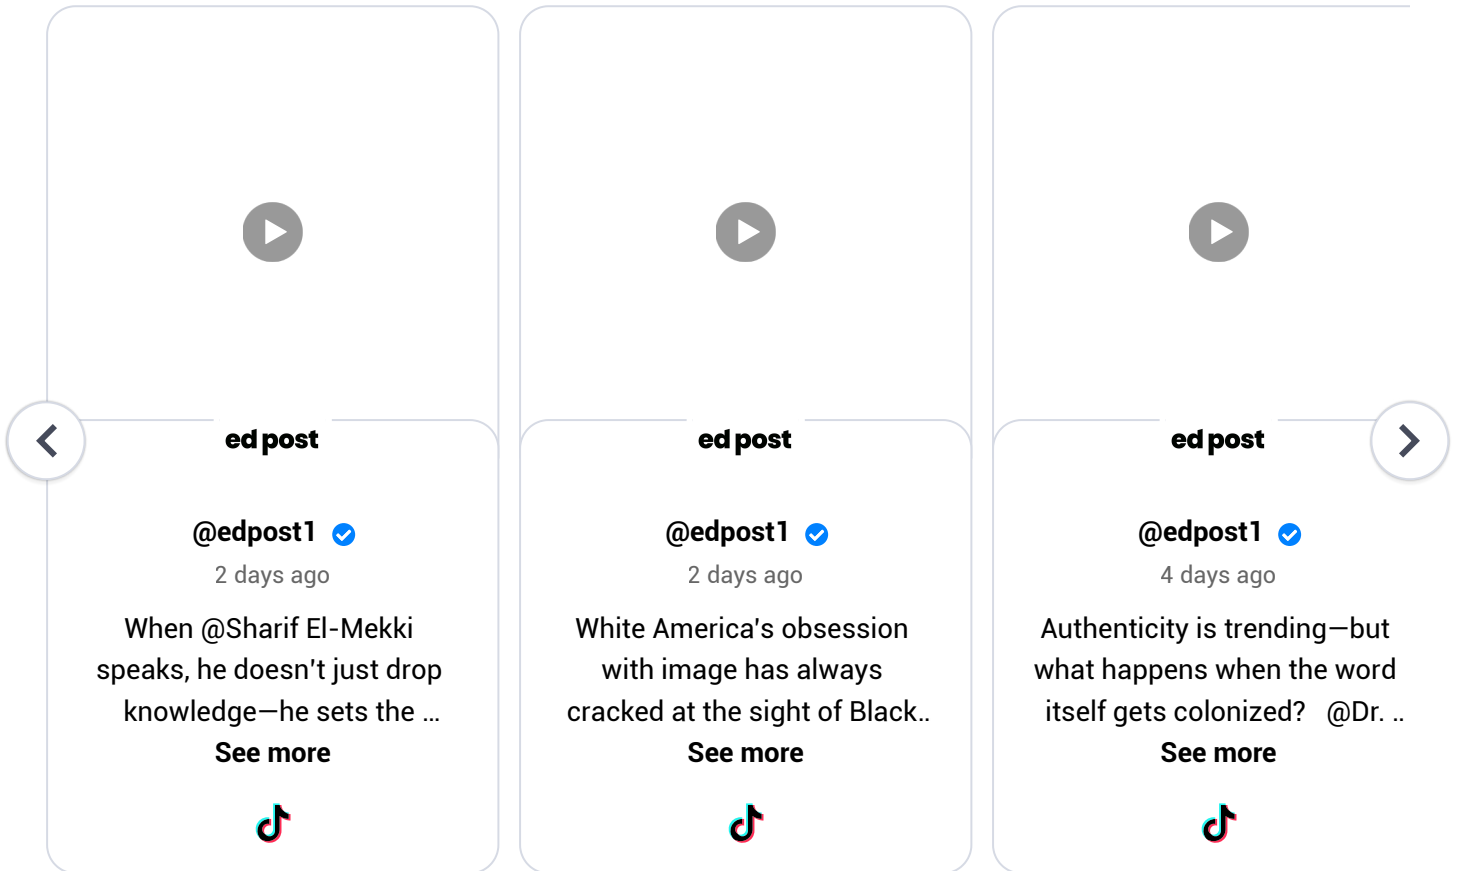 ed post
@edpost1
2 days ago
When @Sharif El-Mekki
speaks, he doesn't just drop
knowledge—he sets the ...
See more
ed post
@edpost1
2 days ago
White America's obsession
with image has always
cracked at the sight of Black..
See more
ed post
@edpost1
4 days ago
Authenticity is trending—but
what happens when the word
itself gets colonized? @Dr. ..
See more